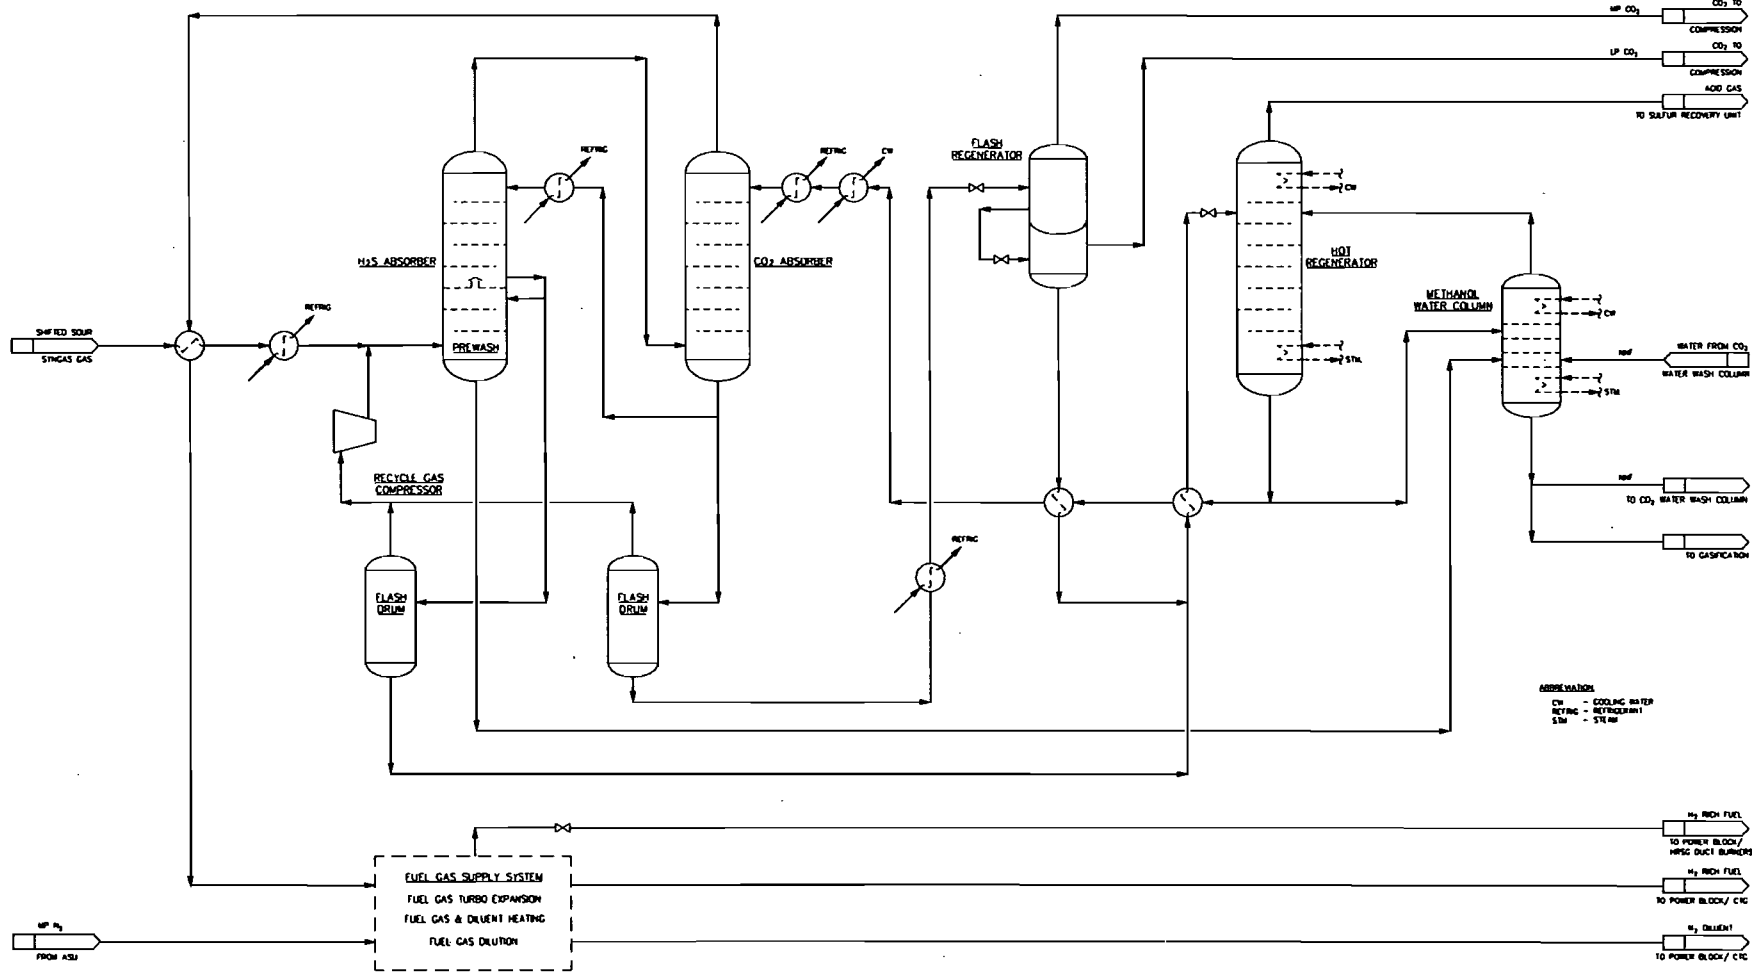 MP CO2
CO2 TO
COMPRESSION
LP CO2
CO2 TO
COMPRESSION
ACID GAS
TO SULFUR RECOVERY UNIT
REFRIG
REFRIG
CW
FLASH
REGENERATOR
CW
H2S ABSORBER
CO2 ABSORBER
HOT
REGENERATOR
METHANOL
WATER COLUMN
CW
REFRIG
SHIFTED SOUR
SYNGAS GAS
PREWASH
STM
WATER FROM CO2
WATER WASH COLUMN
STM
RECYCLE GAS
COMPRESSOR
TO CO2 WATER WASH COLUMN
TO GASIFICATION
REFRIG
FLASH
DRUM
FLASH
DRUM
ABBREVIATION
CW - COOLING WATER
REFRIG - REFRIGERANT
STM - STEAM
H2 RICH FUEL
TO POWER BLOCK/
HRSG DUCT BURNERS
FUEL GAS SUPPLY SYSTEM
FUEL GAS TURBO EXPANSION
FUEL GAS & DILUENT HEATING
FUEL GAS DILUTION
H2 RICH FUEL
TO POWER BLOCK/ CTG
MP N2
FROM ASU
N2 DILUENT
TO POWER BLOCK/ CTG